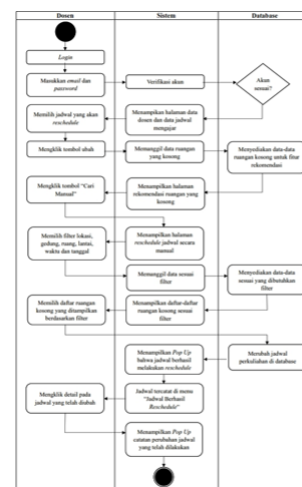 Dosen
Sistem
Database
Login
Masukkan email dan
password
Verifikasi akun
Akun
sesuai?
Memilih jadwal yang akan
reschedule
Menampilkan halaman data
dosen dan data jadwal
mengajar
Mengklik tombol ubah
Memanggil data ruangan
yang kosong
Menyediakan data-data
ruangan kosong untuk fitur
rekomendasi
Mengklik tombol "Cari
Manual"
Menampilkan halaman
rekomendasi ruangan yang
kosong
Menampilkan halaman
reschedule jadwal secara
manual
Memilih filter lokasi,
gedung, ruang, lantai,
waktu dan tanggal
Memanggil data sesuai
filter
Menyediakan data-data
sesuai yang dibutuhkan
filter
Memilih daftar ruangan
kosong yang ditampilkan
berdasarkan filter
Menampilkan daftar-daftar
ruangan kosong sesuai
filter
Merubah jadwal
perkuliahan di database
Menampilkan Pop Up
bahwa jadwal berhasil
melakukan reschedule
Jadwal tercatat di menu
"Jadwal Berhasil
Reschedule"
Mengklik detail pada
jadwal yang telah diubah
Menampilkan Pop Up
catatan perubahan jadwal
yang telah dilakukan